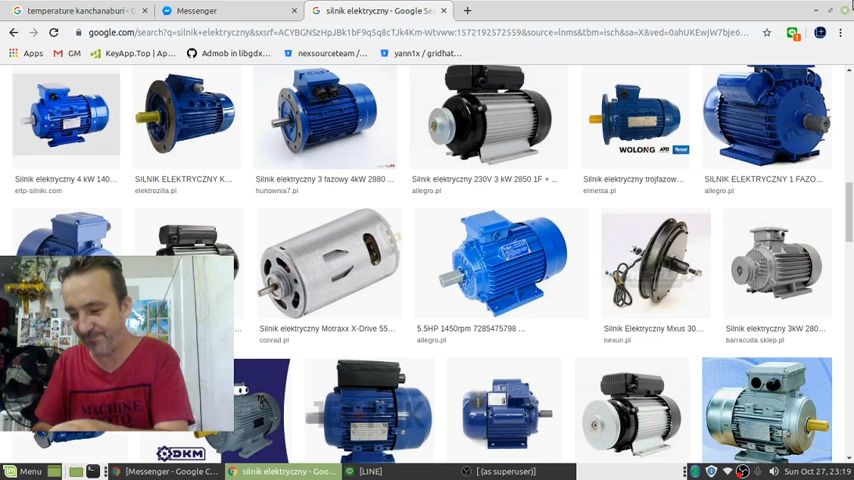 temperature kanchanaburi - G
Messenger
silnik elektryczny - Google Se
google.com/search?q=silnik+elektryczny&sxsrf=ACYBGNSzHpJBk1bF9q5q8cTJk4Km-Wtvww:1572192572559&source=lnms&tbm=isch&sa=X&ved=0ahUKEwjW7bje6...
Apps GM KeyApp.Top | Ap... Admob in libgdx... nexsourceteam /... yann1x / gridhat...
WOLONG
Silnik elektryczny 4 kW 140... SILNIK ELEKTRYCZNY K... Silnik elektryczny 3 fazowy 4kW 2880 ... Silnik elektryczny 230V 3 kW 2850 1F + ... Silnik elektryczny trójfazow... SILNIK ELEKTRYCZNY 1 FAZO...
eltp-silniki.com elektrozilla.pl hurtownia7.pl allegro.pl elmetsa.pl allegro.pl
Silnik elektryczny Motraxx X-Drive 55... 5.5HP 1450rpm 7285475798 ... Silnik Elektryczny Mxus 30... Silnik elektryczny 3kW 280...
conrad.pl allegro.pl nexun.pl barracuda.sklep.pl
MACHINE
DKM
Menu [Messenger - Google C... silnik elektryczny - Goo... [LINE] [ (as superuser)] Sun Oct 27, 23:19